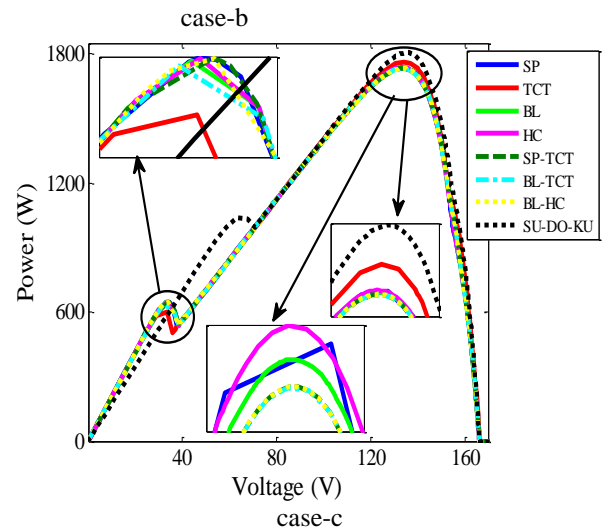 case-b
1800
1200
600
0
Power (W)
40
80
120
160
Voltage (V)
SP
TCT
BL
HC
SP-TCT
BL-TCT
BL-HC
SU-DO-KU
case-c